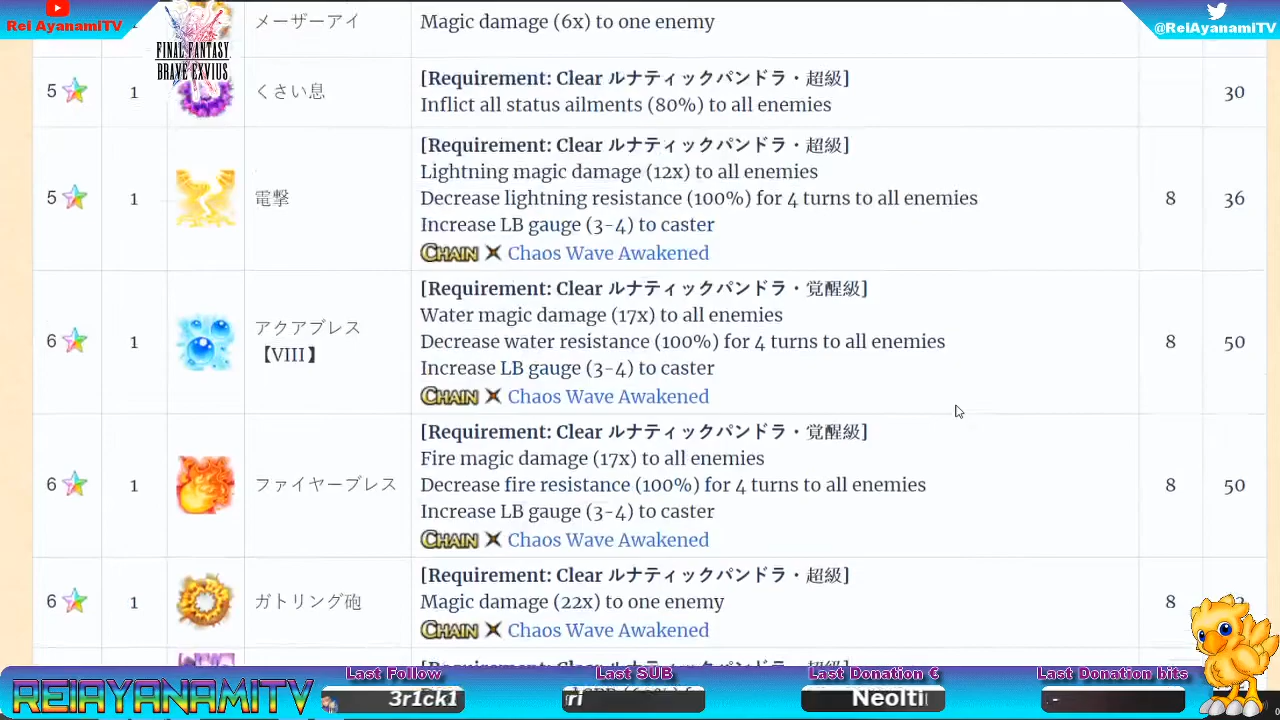 Rei AyanamITV
@ReiAyanamITV
FINAL FANTASY
BRAVE EXVIUS
メーザーアイ
Magic damage (6x) to one enemy
5 1 くさい息
[Requirement: Clear ルナティックパンドラ・超級]
Inflict all status ailments (80%) to all enemies
30
5 1 電撃
[Requirement: Clear ルナティックパンドラ・超級]
Lightning magic damage (12x) to all enemies
Decrease lightning resistance (100%) for 4 turns to all enemies
Increase LB gauge (3-4) to caster
CHAIN Chaos Wave Awakened
8 36
6 1 アクアブレス
【VIII】
[Requirement: Clear ルナティックパンドラ・覚醒級]
Water magic damage (17x) to all enemies
Decrease water resistance (100%) for 4 turns to all enemies
Increase LB gauge (3-4) to caster
CHAIN Chaos Wave Awakened
8 50
6 1 ファイヤーブレス
[Requirement: Clear ルナティックパンドラ・覚醒級]
Fire magic damage (17x) to all enemies
Decrease fire resistance (100%) for 4 turns to all enemies
Increase LB gauge (3-4) to caster
CHAIN Chaos Wave Awakened
8 50
6 1 ガトリング砲
[Requirement: Clear ルナティックパンドラ・超級]
Magic damage (22x) to one enemy
CHAIN Chaos Wave Awakened
8
REIAYANAMITV
Last Follow
3r1ck1
Last SUB
ri
Last Donation €
Neolti
Last Donation bits
-